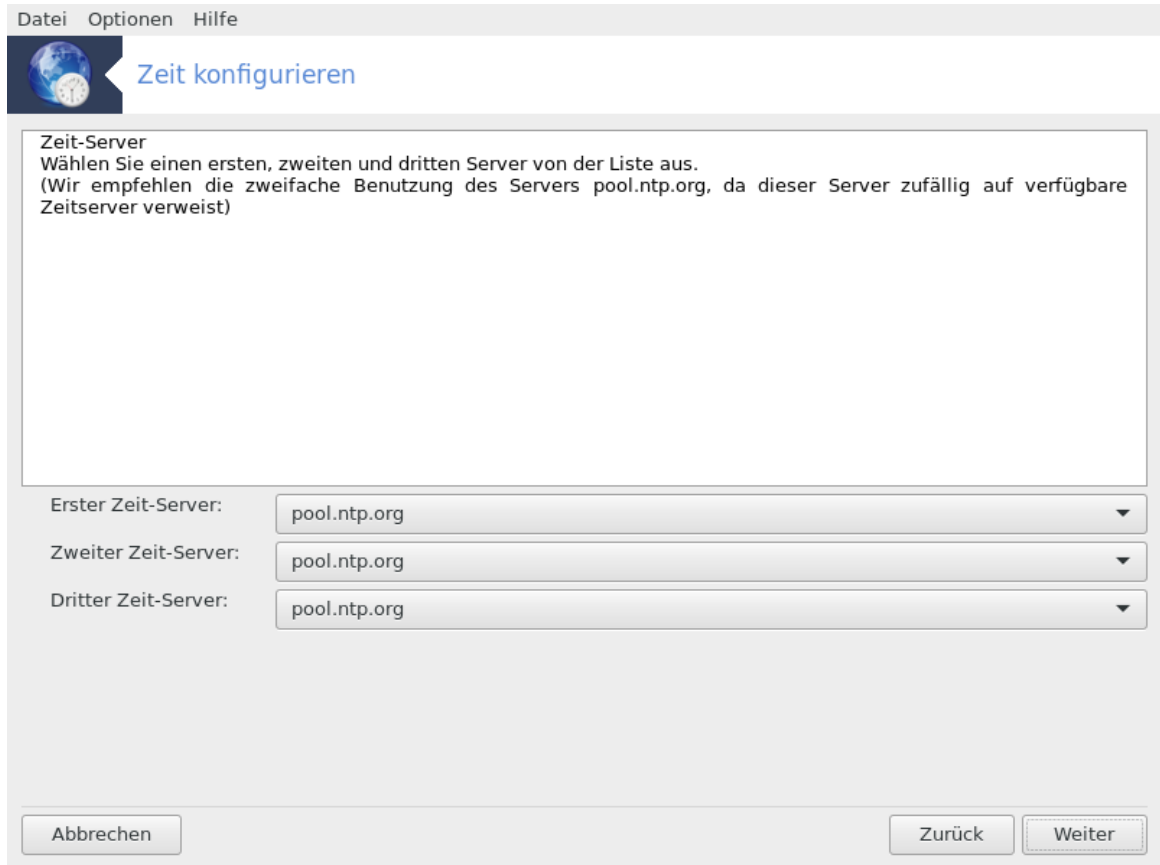 Datei Optionen Hilfe
Zeit konfigurieren
Zeit-Server
Wählen Sie einen ersten, zweiten und dritten Server von der Liste aus.
(Wir empfehlen die zweifache Benutzung des Servers pool.ntp.org, da dieser Server zufällig auf verfügbare
Zeitserver verweist)
Erster Zeit-Server: pool.ntp.org
Zweiter Zeit-Server: pool.ntp.org
Dritter Zeit-Server: pool.ntp.org
Abbrechen Zurück Weiter